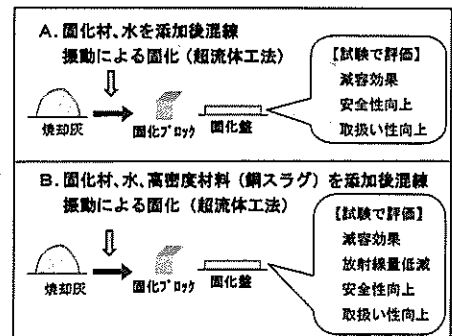 A. 固化材、水を添加後混練
振動による固化（超流体工法）
焼却灰
固化ブロック
固化盤
【試験で評価】
減容効果
安全性向上
取扱い性向上
B. 固化材、水、高密度材料（銅スラグ）を添加後混練
振動による固化（超流体工法）
焼却灰
固化ブロック
固化盤
【試験で評価】
減容効果
放射線量低減
安全性向上
取扱い性向上